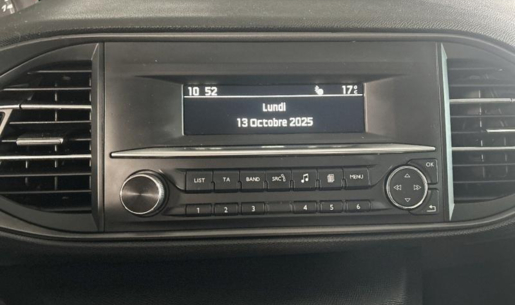 10 52 17°C
Lundi
13 Octobre 2025
LIST TA BAND SRC MENU OK
1 2 3 4 5 6